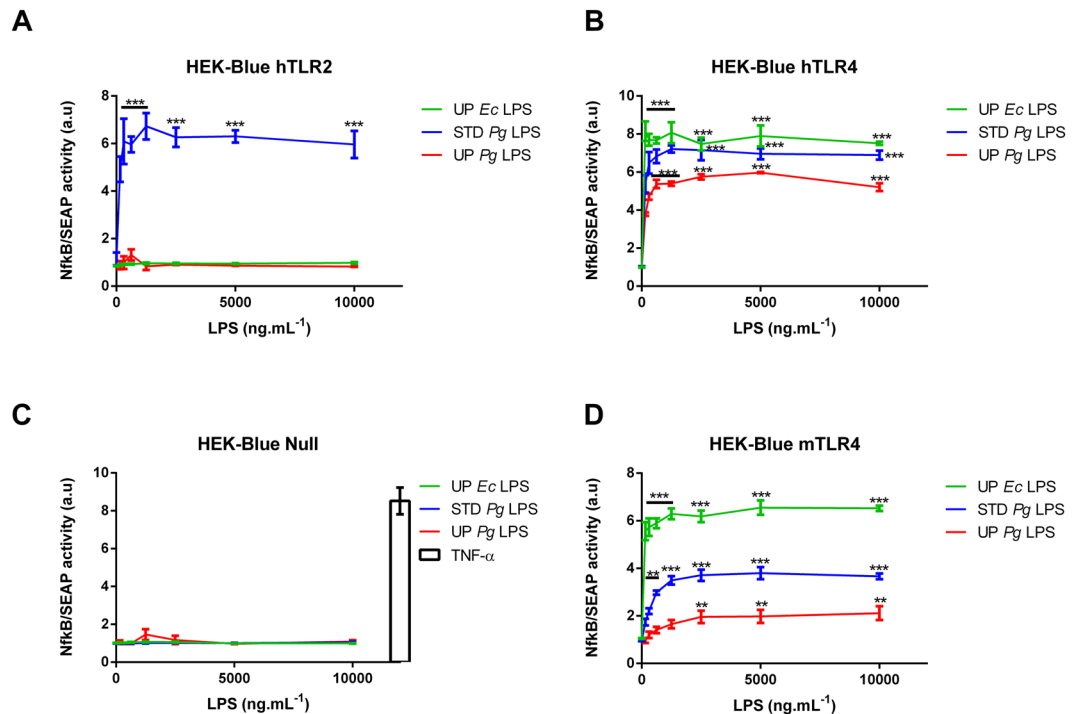 A
HEK-Blue hTLR2
NfkB/SEAP activity (a.u)
8
6
4
2
0
***
***
***
***
0
5000
10000
LPS (ng.mL⁻¹)
UP Ec LPS
STD Pg LPS
UP Pg LPS
B
HEK-Blue hTLR4
NfkB/SEAP activity (a.u)
10
8
6
4
2
0
***
***
***
***
***
***
***
***
***
***
***
0
5000
10000
LPS (ng.mL⁻¹)
UP Ec LPS
STD Pg LPS
UP Pg LPS
C
HEK-Blue Null
NfkB/SEAP activity (a.u)
10
8
6
4
2
0
0
5000
10000
LPS (ng.mL⁻¹)
UP Ec LPS
STD Pg LPS
UP Pg LPS
TNF-α
D
HEK-Blue mTLR4
NfkB/SEAP activity (a.u)
8
6
4
2
0
***
***
***
***
**
***
***
***
***
**
**
**
0
5000
10000
LPS (ng.mL⁻¹)
UP Ec LPS
STD Pg LPS
UP Pg LPS